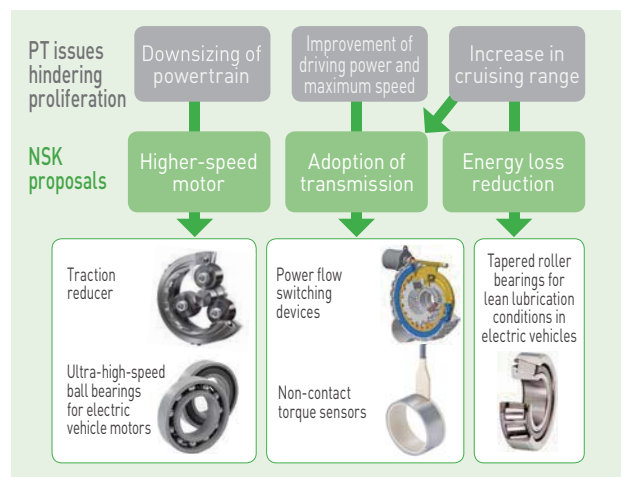 PT issues
hindering
proliferation
Downsizing of
powertrain
Improvement of
driving power and
maximum speed
Increase in
cruising range
NSK
proposals
Higher-speed
motor
Adoption of
transmission
Energy loss
reduction
Traction
reducer
Ultra-high-speed
ball bearings
for electric
vehicle motors
Power flow
switching
devices
Non-contact
torque sensors
Tapered roller
bearings for
lean lubrication
conditions in
electric vehicles